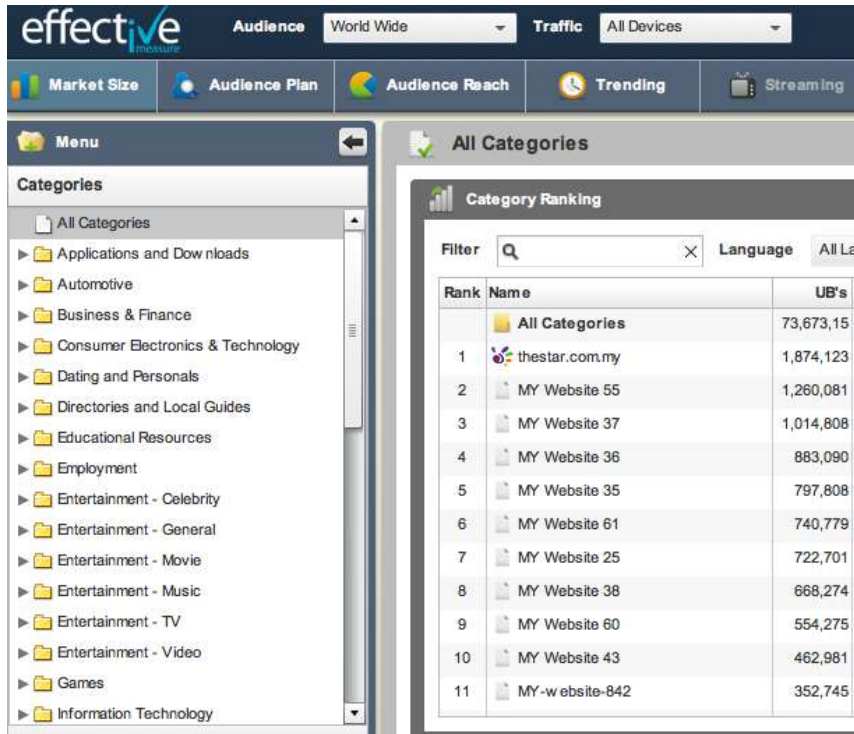 effective measure
Audience World Wide Traffic All Devices
Market Size Audience Plan Audience Reach Trending Streaming
Menu
Categories
All Categories
Applications and Downloads
Automotive
Business & Finance
Consumer Electronics & Technology
Dating and Personals
Directories and Local Guides
Educational Resources
Employment
Entertainment - Celebrity
Entertainment - General
Entertainment - Movie
Entertainment - Music
Entertainment - TV
Entertainment - Video
Games
Information Technology
All Categories
Category Ranking
Filter Language All La
Rank Name UB's
All Categories 73,673,15
1 thestar.com.my 1,874,123
2 MY Website 55 1,260,081
3 MY Website 37 1,014,808
4 MY Website 36 883,090
5 MY Website 35 797,808
6 MY Website 61 740,779
7 MY Website 25 722,701
8 MY Website 38 668,274
9 MY Website 60 554,275
10 MY Website 43 462,981
11 MY-website-842 352,745